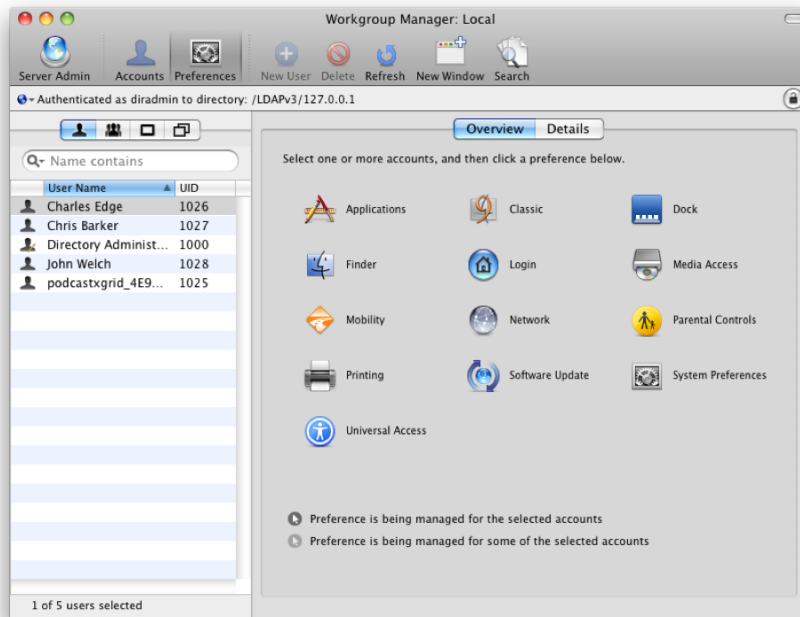 Workgroup Manager: Local
Server Admin Accounts Preferences New User Delete Refresh New Window Search
Authenticated as diradmin to directory: /LDAPv3/127.0.0.1
Overview Details
Name contains
Select one or more accounts, and then click a preference below.
User Name UID
Charles Edge 1026
Chris Barker 1027
Directory Administ... 1000
John Welch 1028
podcastxgrid_4E9... 1025
Applications Classic Dock
Finder Login Media Access
Mobility Network Parental Controls
Printing Software Update System Preferences
Universal Access
Preference is being managed for the selected accounts
Preference is being managed for some of the selected accounts
1 of 5 users selected